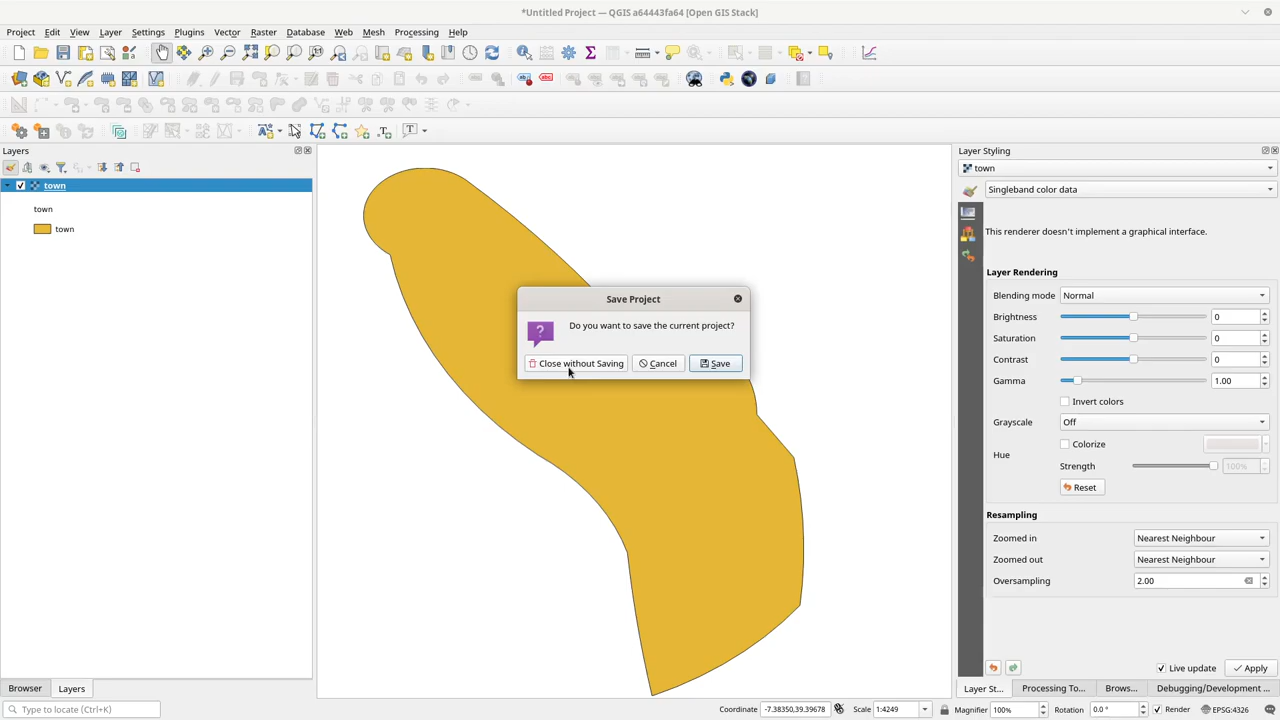 *Untitled Project — QGIS a64443fa64 [Open GIS Stack]
Project Edit View Layer Settings Plugins Vector Raster Database Web Mesh Processing Help
Layers
town
town
town
Save Project
Do you want to save the current project?
Close without Saving
Cancel
Save
Layer Styling
town
Singleband color data
This renderer doesn't implement a graphical interface.
Layer Rendering
Blending mode Normal
Brightness 0
Saturation 0
Contrast 0
Gamma 1.00
Invert colors
Grayscale Off
Hue
Colorize
Strength 100%
Reset
Resampling
Zoomed in Nearest Neighbour
Zoomed out Nearest Neighbour
Oversampling 2.00
Live update Apply
Browser Layers
Layer St... Processing To... Brows... Debugging/Development ...
Type to locate (Ctrl+K)
Coordinate -7.38350,39.39678 Scale 1:4249 Magnifier 100% Rotation 0.0 ° Render EPSG:4326